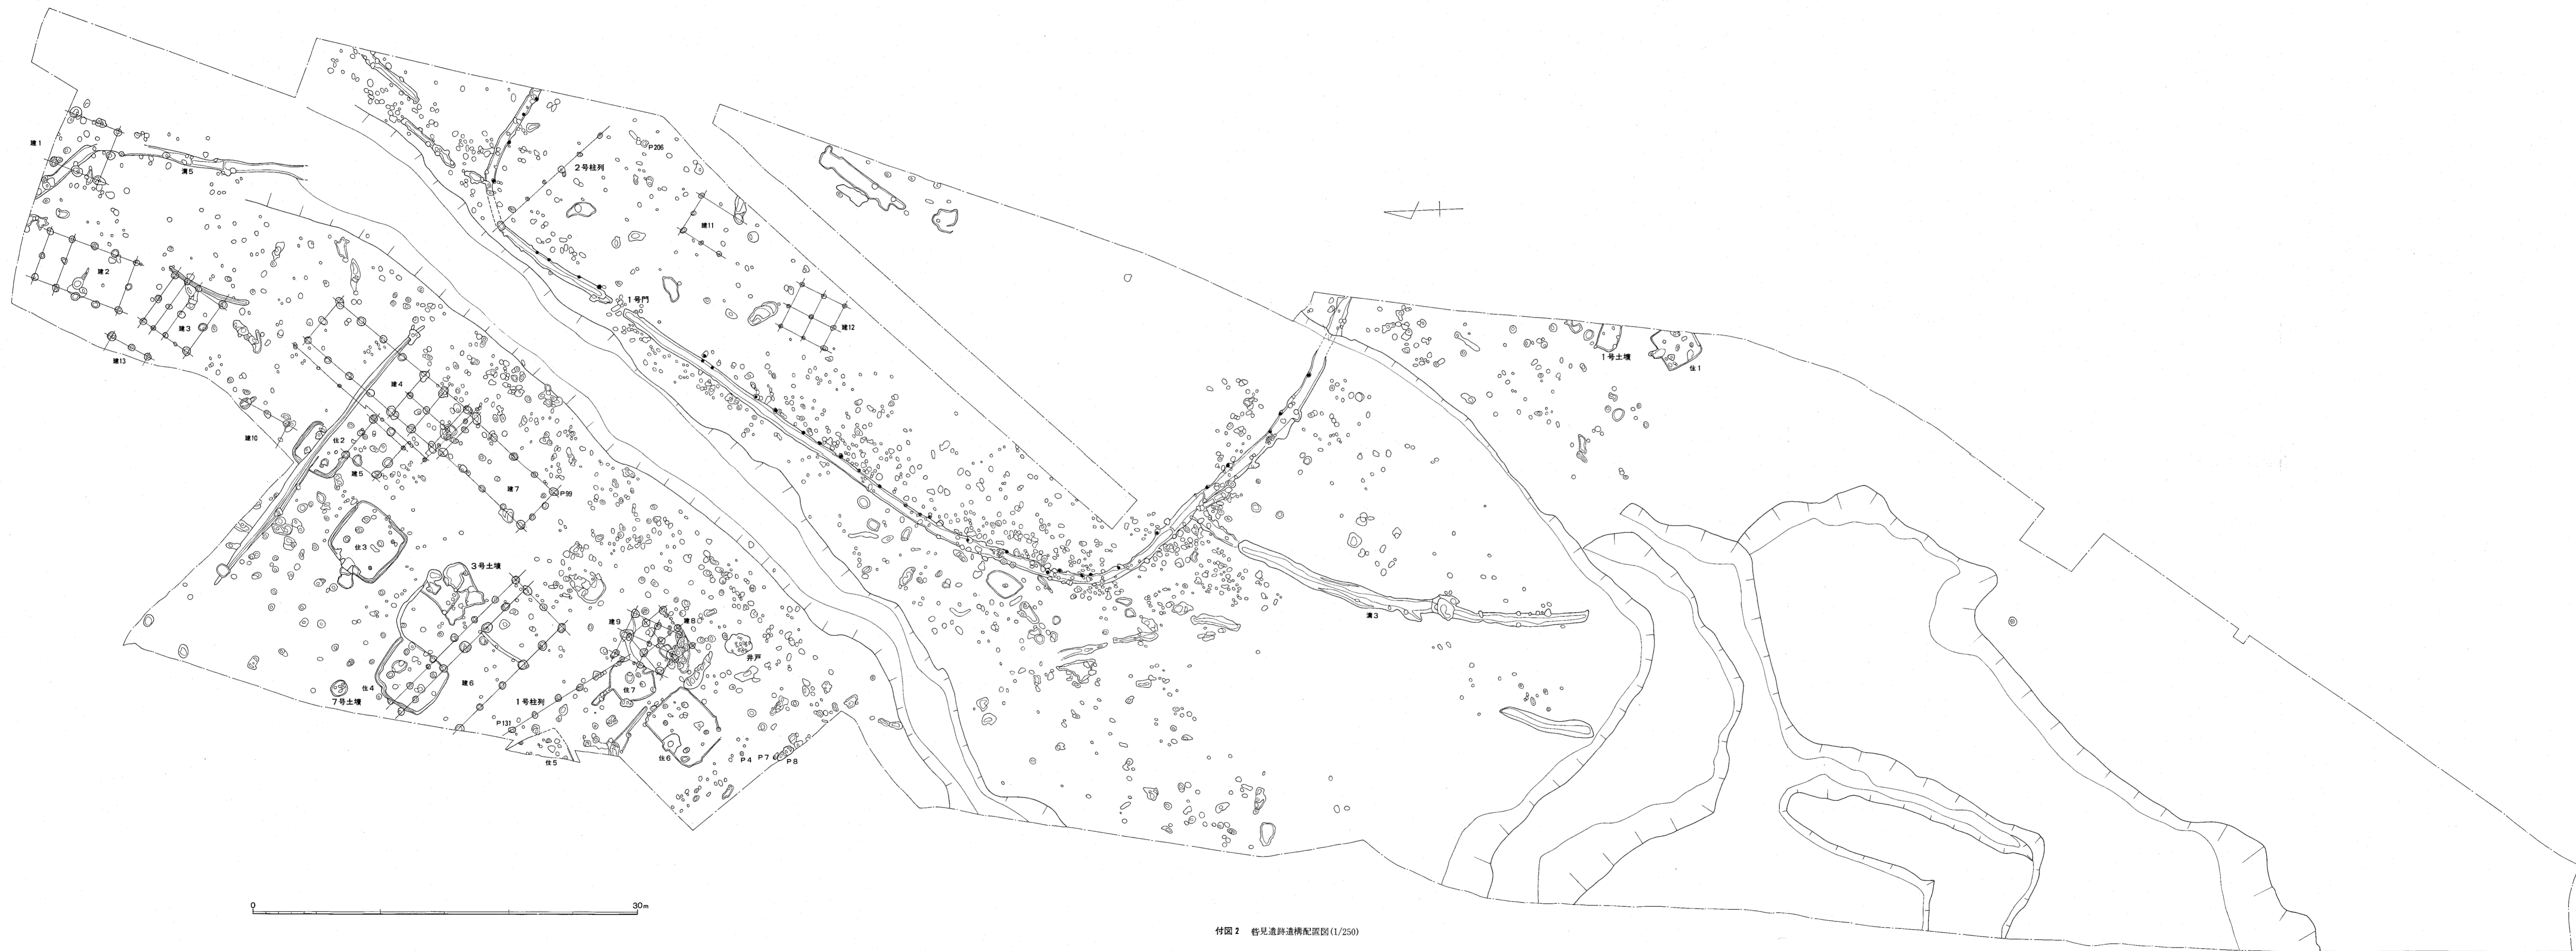 建1
溝5
2号柱列
P206
建11
建2
1号門
建3
建12
建13
1号土壙
住1
建4
建10
住2
建5
建7
P99
住3
3号土壙
溝3
建9
建8
井戸
住4
建6
住7
7号土壙
1号柱列
P131
住5
住6
P4
P7
P8
0
30m
付図2 呰見遺跡遺構配置図(1/250)